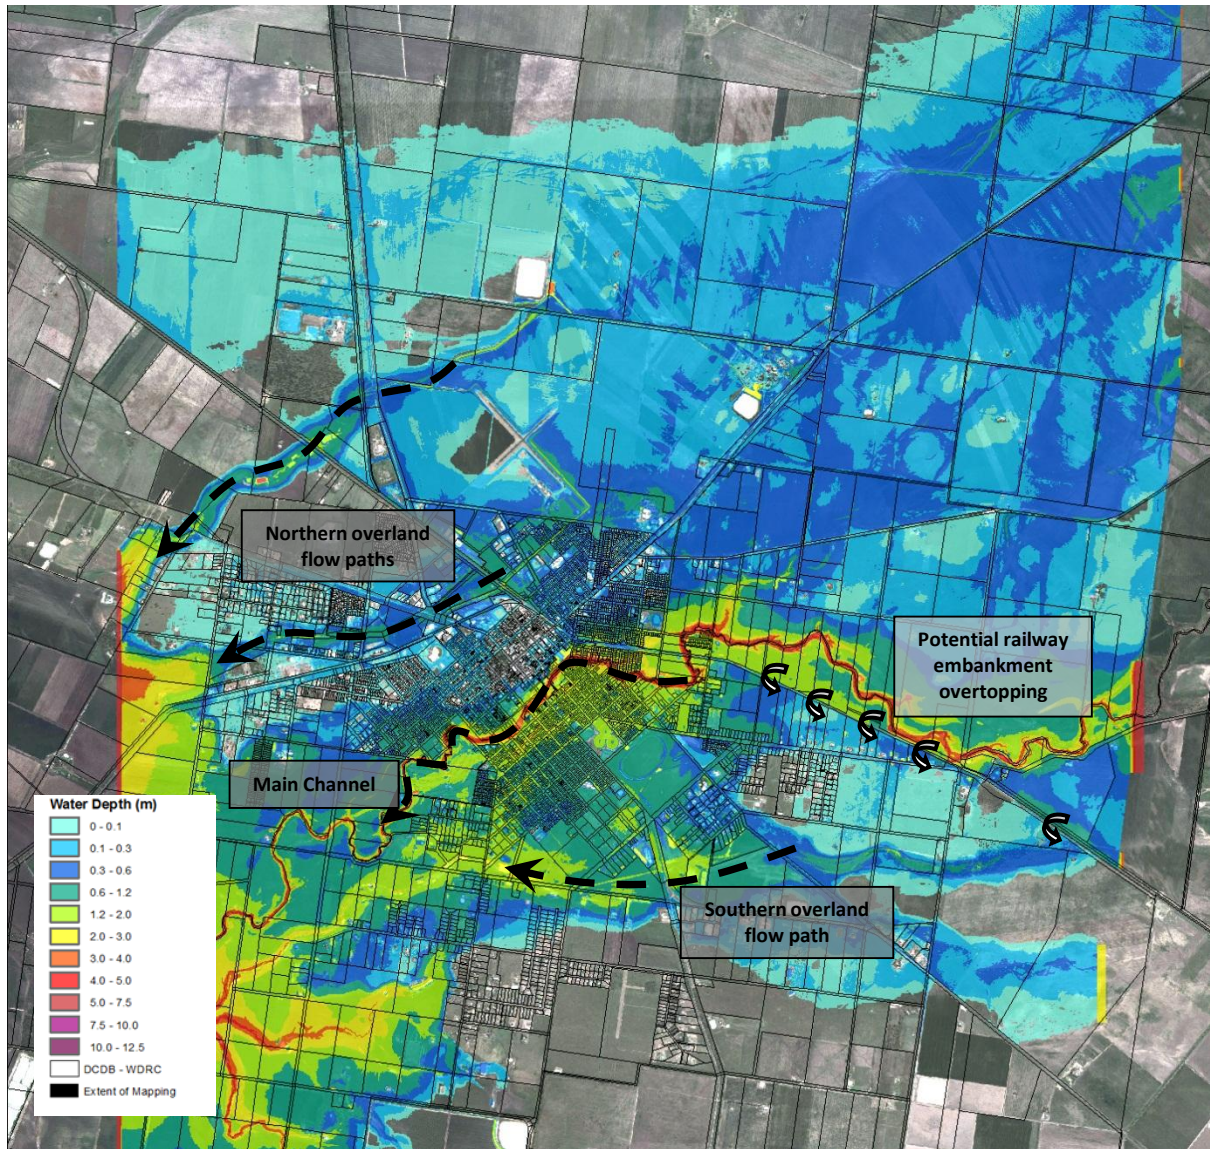 Northern overland
flow paths
Potential railway
embankment
overtopping
Main Channel
Southern overland
flow path
Water Depth (m)
0 - 0.1
0.1 - 0.3
0.3 - 0.6
0.6 - 1.2
1.2 - 2.0
2.0 - 3.0
3.0 - 4.0
4.0 - 5.0
5.0 - 7.5
7.5 - 10.0
10.0 - 12.5
DCDB - WDRC
Extent of Mapping